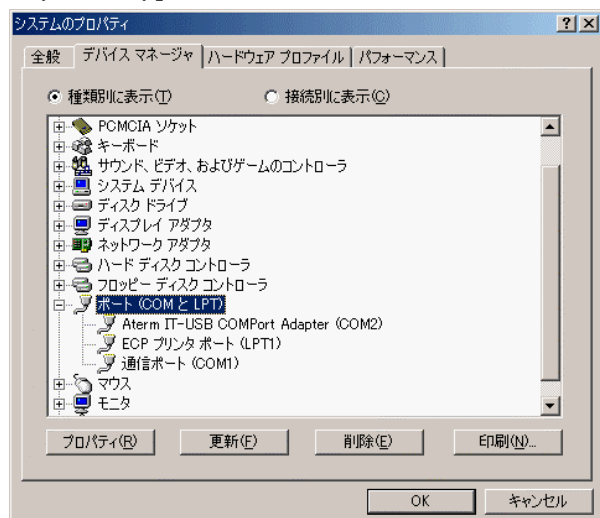 システムのプロパティ
全般 デバイス マネージャ ハードウェア プロファイル パフォーマンス
種類別に表示(T) 接続別に表示(C)
PCMCIA ソケット
キーボード
サウンド、ビデオ、およびゲームのコントローラ
システム デバイス
ディスク ドライブ
ディスプレイ アダプタ
ネットワーク アダプタ
ハード ディスク コントローラ
フロッピー ディスク コントローラ
ポート (COM と LPT)
Aterm IT-USB COMPort Adapter (COM2)
ECP プリンタ ポート (LPT1)
通信ポート (COM1)
マウス
モニタ
プロパティ(R) 更新(F) 削除(E) 印刷(N)...
OK キャンセル